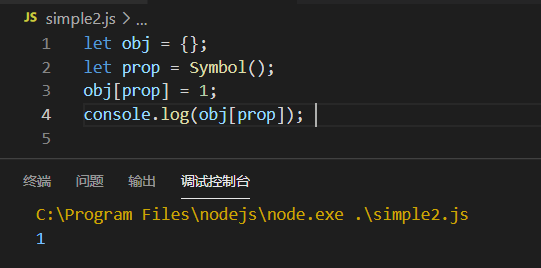 JS simple2.js > ...
1 let obj = {};
2 let prop = Symbol();
3 obj[prop] = 1;
4 console.log(obj[prop]);
5
终端 问题 输出 调试控制台
C:\Program Files\nodejs\node.exe .\simple2.js
1